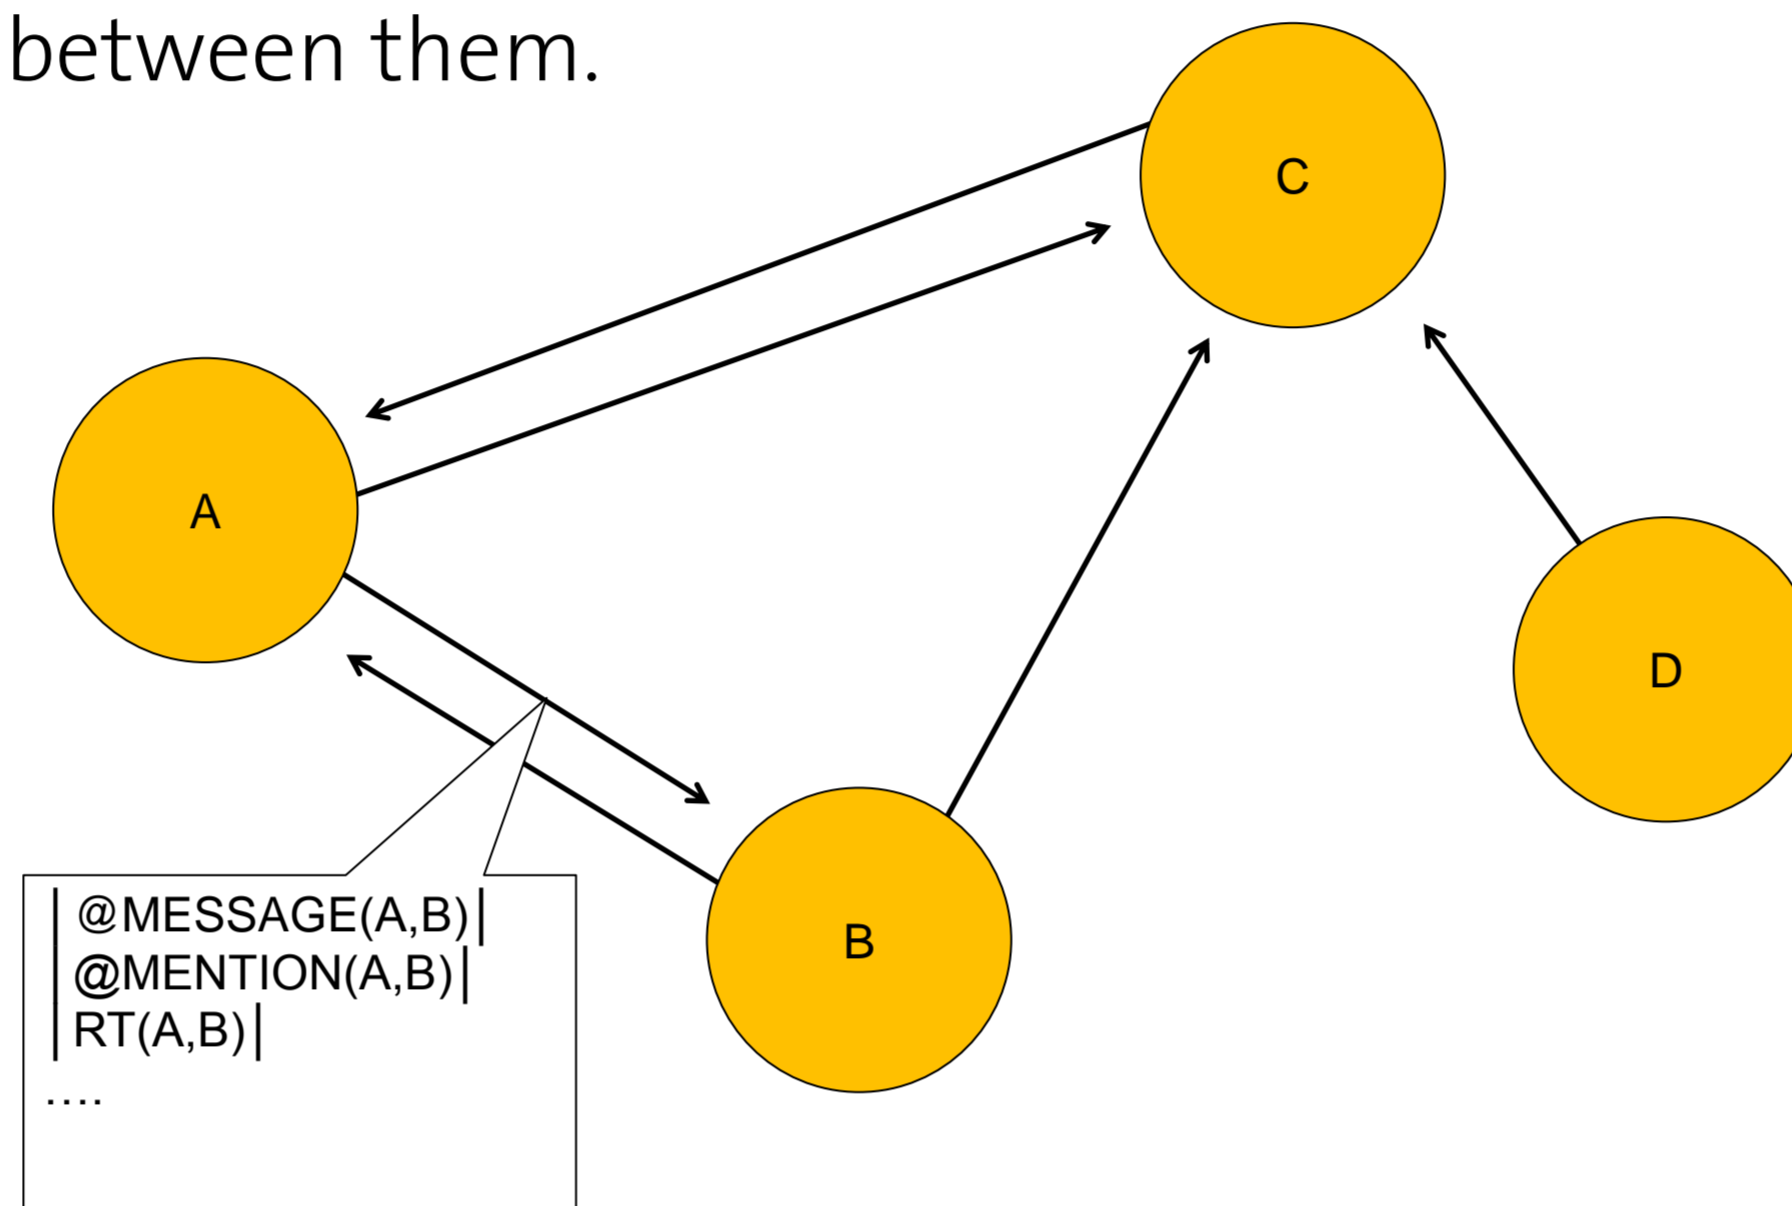 between them.
C
A
D
B
| @MESSAGE(A,B)|
| @MENTION(A,B)|
| RT(A,B)|
....